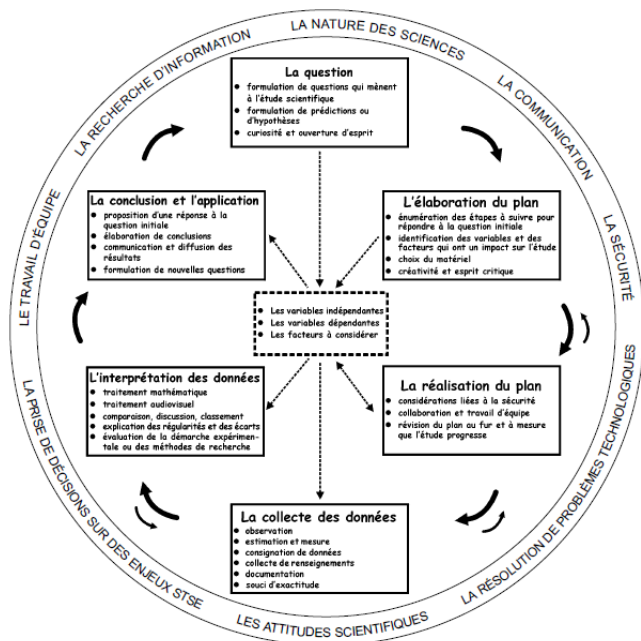 LA NATURE DES SCIENCES
LA COMMUNICATION
LA SÉCURITÉ
LA RÉSOLUTION DE PROBLÈMES TECHNOLOGIQUES
LES ATTITUDES SCIENTIFIQUES
LA PRISE DE DÉCISIONS SUR DES ENJEUX STSE
LE TRAVAIL D'ÉQUIPE
LA RECHERCHE D'INFORMATION
La question
• formulation de questions qui mènent
à l'étude scientifique
• formulation de prédictions ou
d'hypothèses
• curiosité et ouverture d'esprit
L'élaboration du plan
• énumération des étapes à suivre pour
répondre à la question initiale
• identification des variables et des
facteurs qui ont un impact sur l'étude
• choix du matériel
• créativité et esprit critique
La réalisation du plan
• considérations liées à la sécurité
• collaboration et travail d'équipe
• révision du plan au fur et à mesure
que l'étude progresse
La collecte des données
• observation
• estimation et mesure
• consignation de données
• collecte de renseignements
• documentation
• souci d'exactitude
L'interprétation des données
• traitement mathématique
• traitement audiovisuel
• comparaison, discussion, classement
• explication des régularités et des écarts
• évaluation de la démarche expérimen-
tale ou des méthodes de recherche
La conclusion et l'application
• proposition d'une réponse à la
question initiale
• élaboration de conclusions
• communication et diffusion des
résultats
• formulation de nouvelles questions
• Les variables indépendantes
• Les variables dépendantes
• Les facteurs à considérer